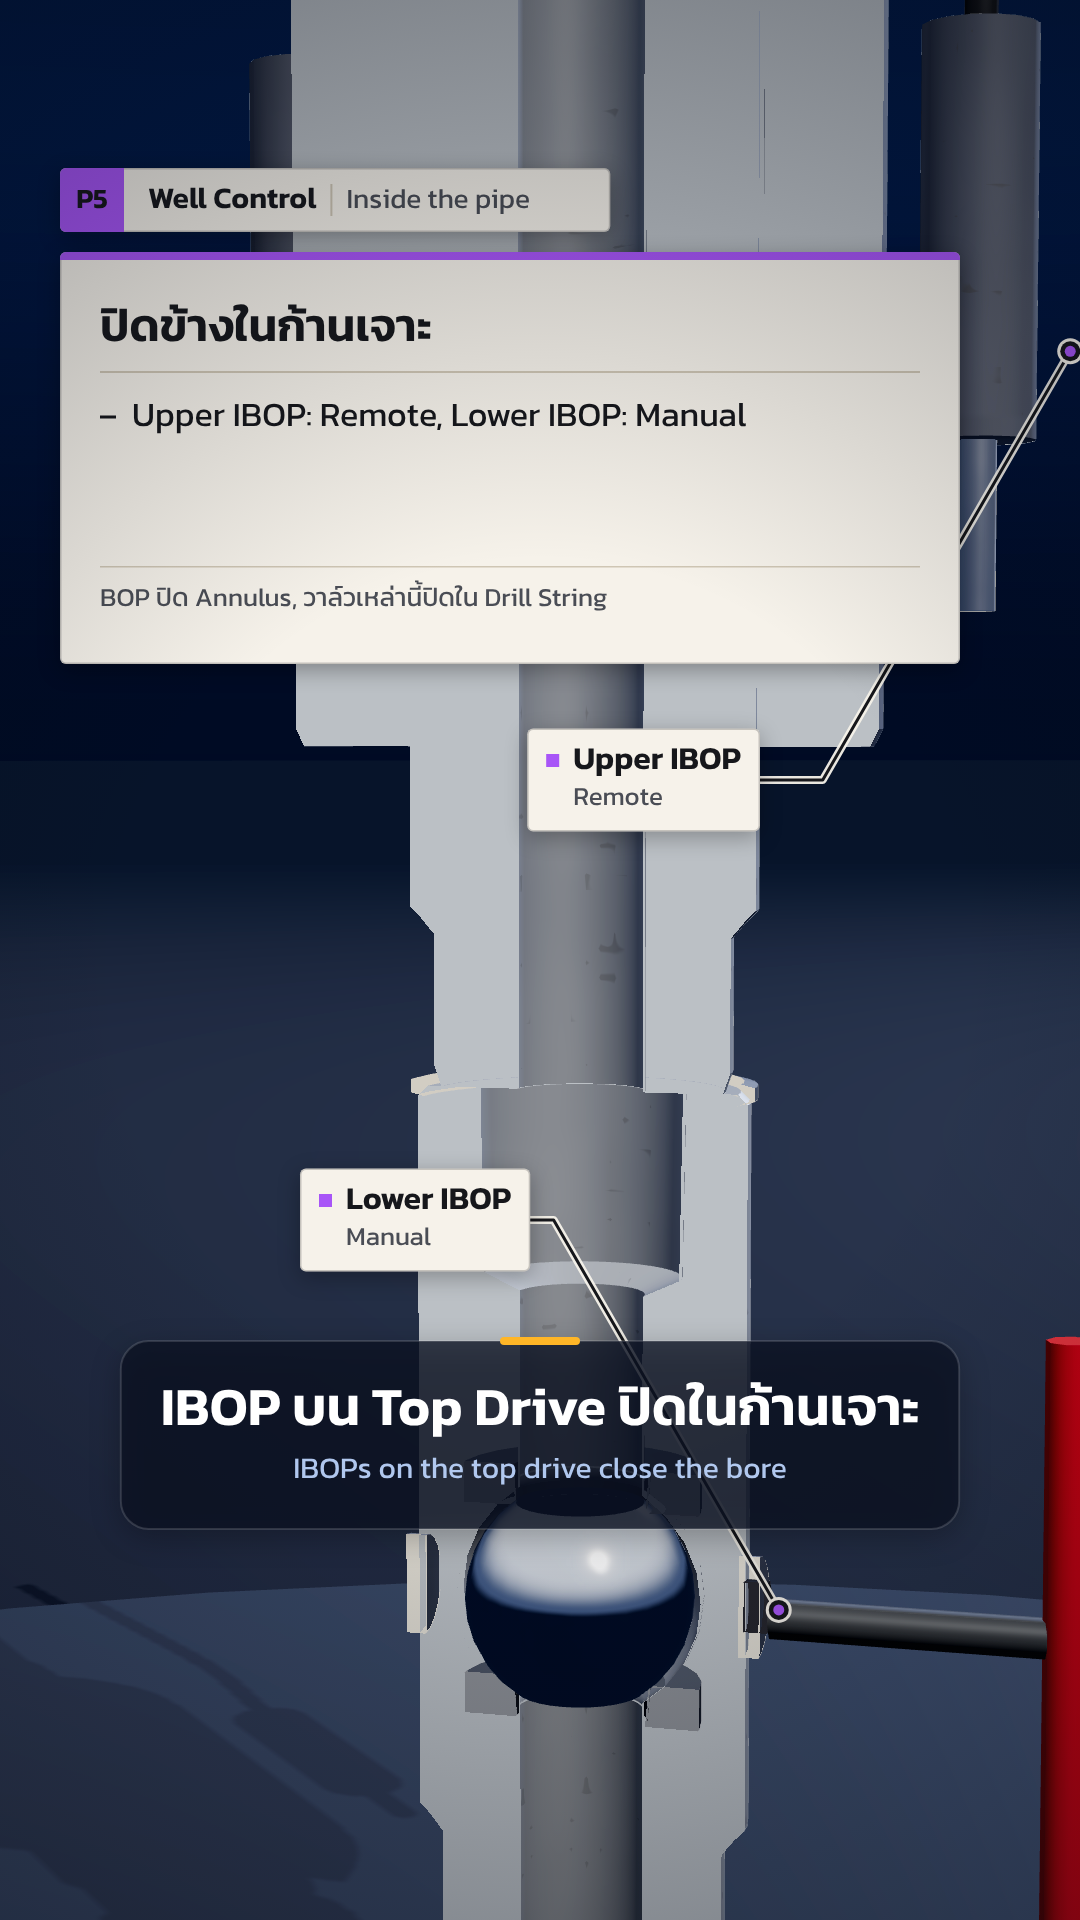 P5 Well Control Inside the pipe
ปิดข้างในก้านเจาะ
– Upper IBOP: Remote, Lower IBOP: Manual
BOP ปิด Annulus, วาล์วเหล่านี้ปิดใน Drill String
Upper IBOP
Remote
Lower IBOP
Manual
IBOP บน Top Drive ปิดในก้านเจาะ
IBOPs on the top drive close the bore